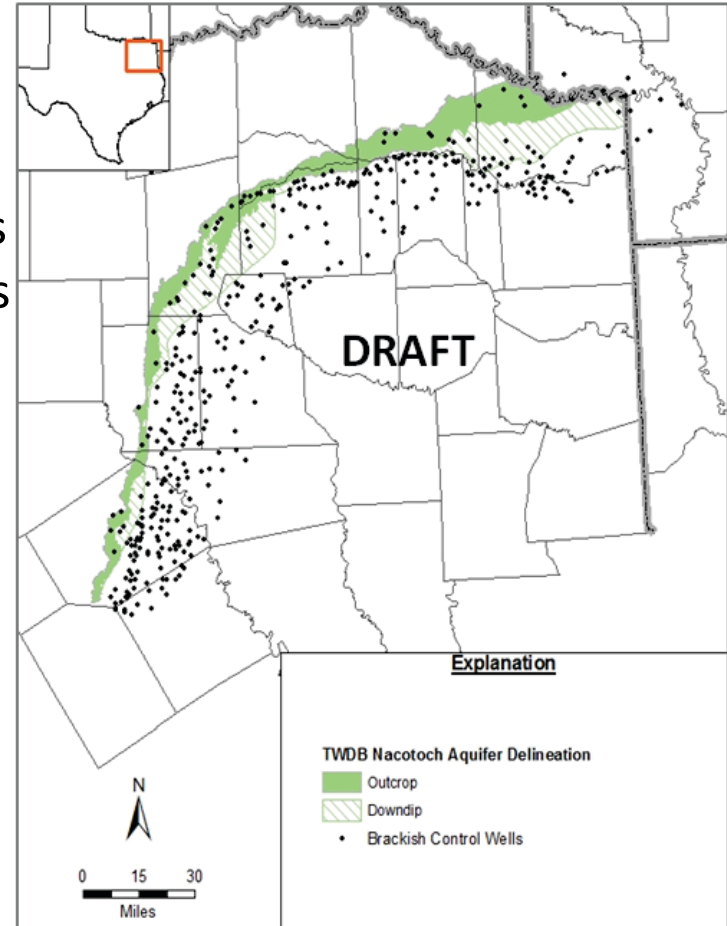 s
s
DRAFT
Explanation
TWDB Nacotoch Aquifer Delineation
Outcrop
Downdip
Brackish Control Wells
N
0 15 30
Miles